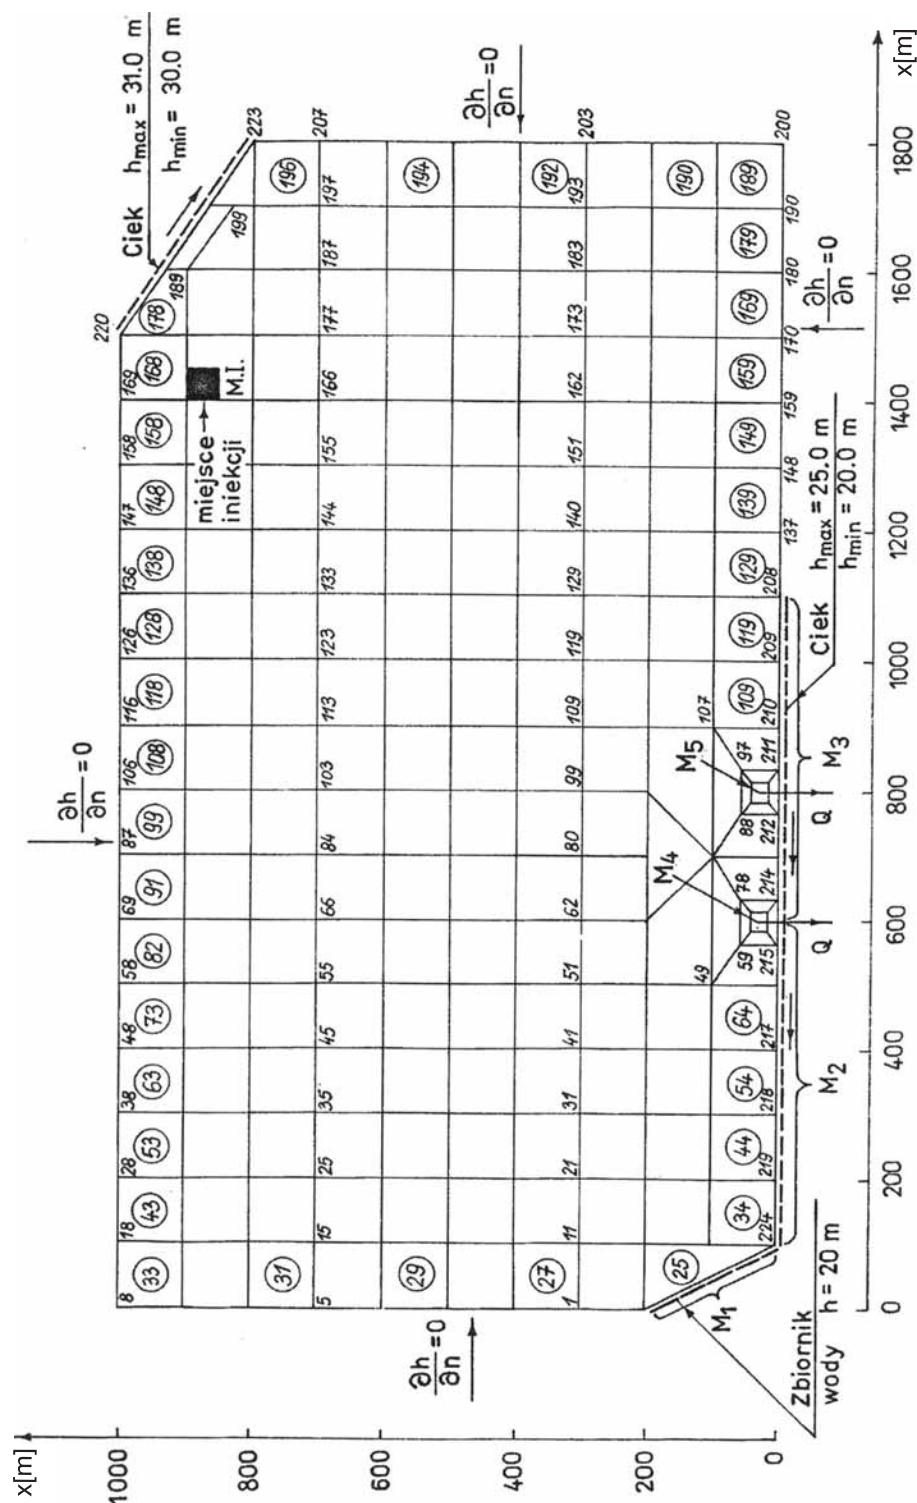 x[m]
∂h/∂n=0
Ciek hmax = 31.0 m
hmin = 30.0 m
1000
8 18 28 38 48 58 69 87 106 116 126 136 147 158 169 220
33 43 53 63 73 82 91 99 108 118 128 138 148 158 168 178
189
miejsce
iniekcji
M.I.
199
223
800
31
196
5 15 25 35 45 55 66 84 103 113 123 133 144 155 166 177 187 197 207
600
∂h/∂n=0
29
194
∂h/∂n=0
400
27
192
1 11 21 31 41 51 62 80 99 109 119 129 140 151 162 173 183 193 203
200
25
190
M4
M5
49
107
34 44 54 64
59 78 88 97
109 119 129 139 149 159 169 179 189
224 219 218 217 215 214 212 211 210 209 208
137 148 159 170 180 190 200
0
M1
Q
Q
Zbiornik
wody h = 20 m
M2
M3
Ciek hmax = 25.0 m
hmin = 20.0 m
∂h/∂n=0
0 200 400 600 800 1000 1200 1400 1600 1800
x[m]